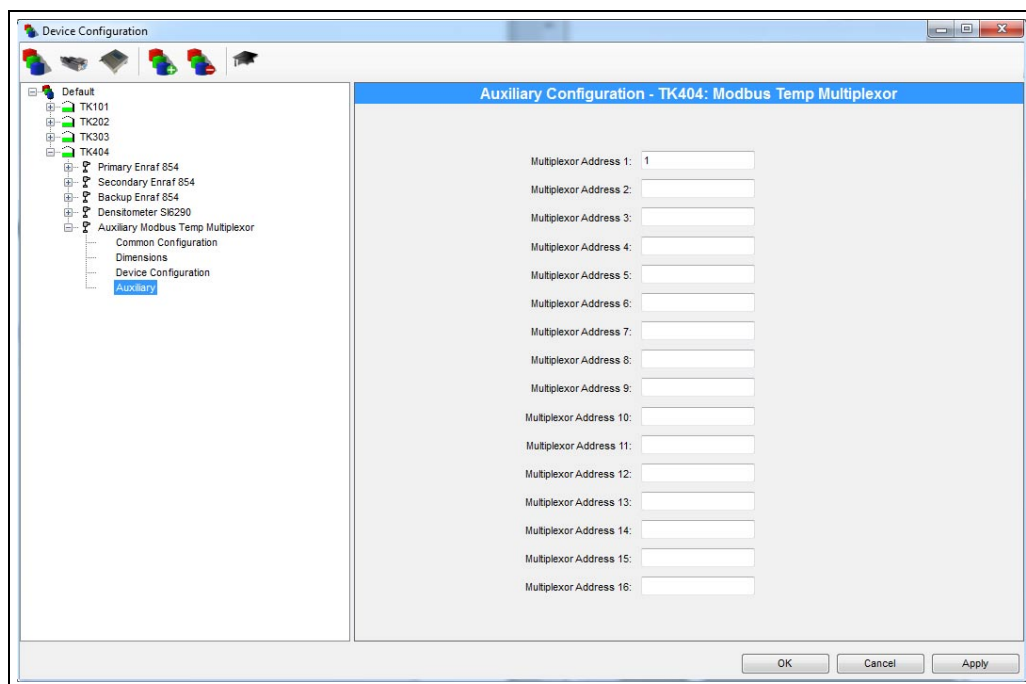 Device Configuration
Default
TK101
TK202
TK303
TK404
Primary Enraf 854
Secondary Enraf 854
Backup Enraf 854
Densitometer SI6290
Auxiliary Modbus Temp Multiplexor
Common Configuration
Dimensions
Device Configuration
Auxiliary
Auxiliary Configuration - TK404: Modbus Temp Multiplexor
Multiplexor Address 1: 1
Multiplexor Address 2:
Multiplexor Address 3:
Multiplexor Address 4:
Multiplexor Address 5:
Multiplexor Address 6:
Multiplexor Address 7:
Multiplexor Address 8:
Multiplexor Address 9:
Multiplexor Address 10:
Multiplexor Address 11:
Multiplexor Address 12:
Multiplexor Address 13:
Multiplexor Address 14:
Multiplexor Address 15:
Multiplexor Address 16:
OK Cancel Apply